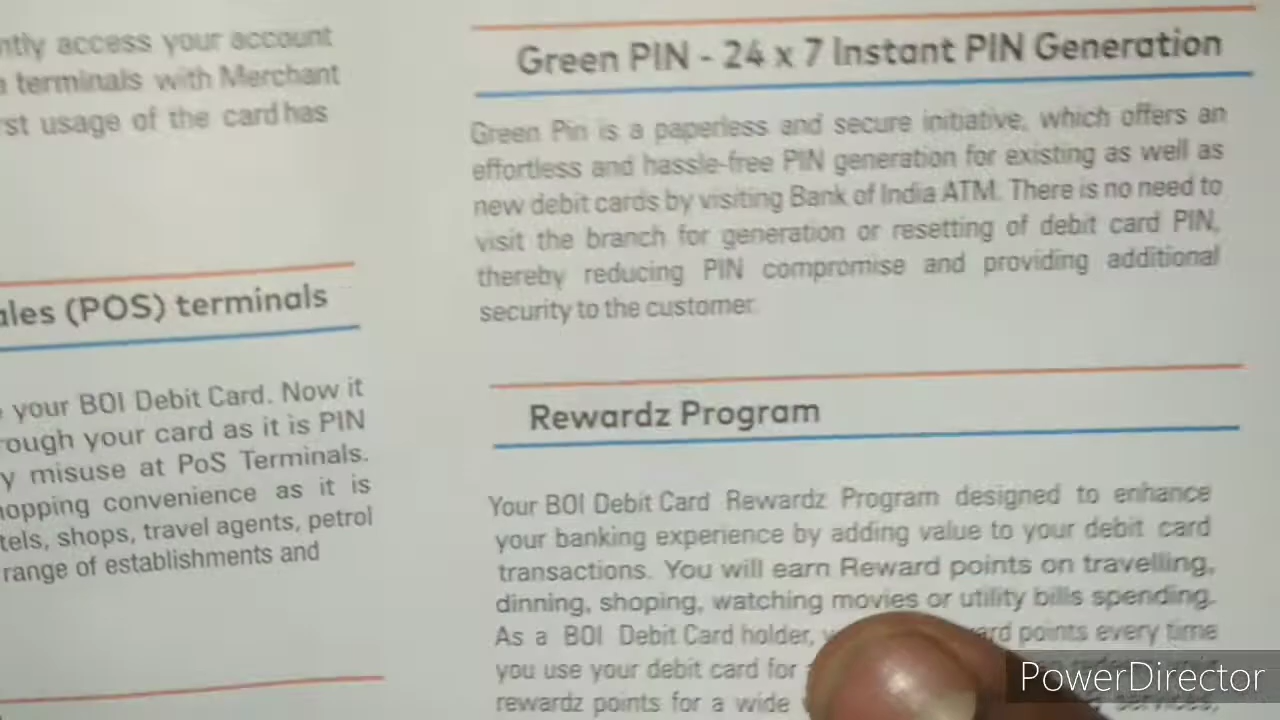 ntly access your account
terminals with Merchant
rst usage of the card has
ales (POS) terminals
your BOI Debit Card. Now it
rough your card as it is PIN
y misuse at PoS Terminals.
hopping convenience as it is
tels, shops, travel agents, petrol
range of establishments and
Green PIN - 24 x 7 Instant PIN Generation
Green Pin is a paperless and secure initiative, which offers an
effortless and hassle-free PIN generation for existing as well as
new debit cards by visiting Bank of India ATM. There is no need to
visit the branch for generation or resetting of debit card PIN,
thereby reducing PIN compromise and providing additional
security to the customer.
Rewardz Program
Your BOI Debit Card Rewardz Program designed to enhance
your banking experience by adding value to your debit card
transactions. You will earn Reward points on travelling,
dinning, shoping, watching movies or utility bills spending.
As a BOI Debit Card holder, points every time
you use your debit card for
rewardz points for a wide services,
PowerDirector